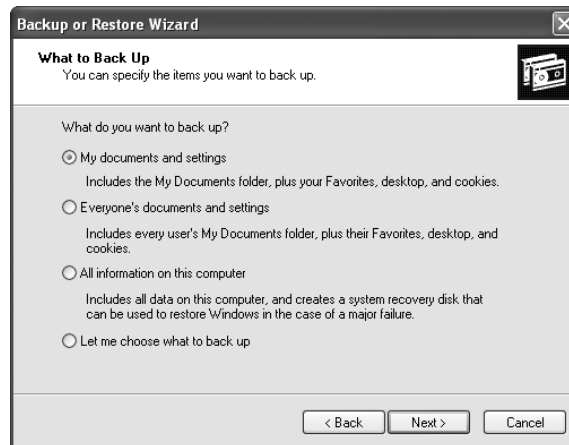 Backup or Restore Wizard
What to Back Up
You can specify the items you want to back up.
What do you want to back up?
My documents and settings
Includes the My Documents folder, plus your Favorites, desktop, and cookies.
Everyone's documents and settings
Includes every user's My Documents folder, plus their Favorites, desktop, and
cookies.
All information on this computer
Includes all data on this computer, and creates a system recovery disk that
can be used to restore Windows in the case of a major failure.
Let me choose what to back up
< Back Next > Cancel